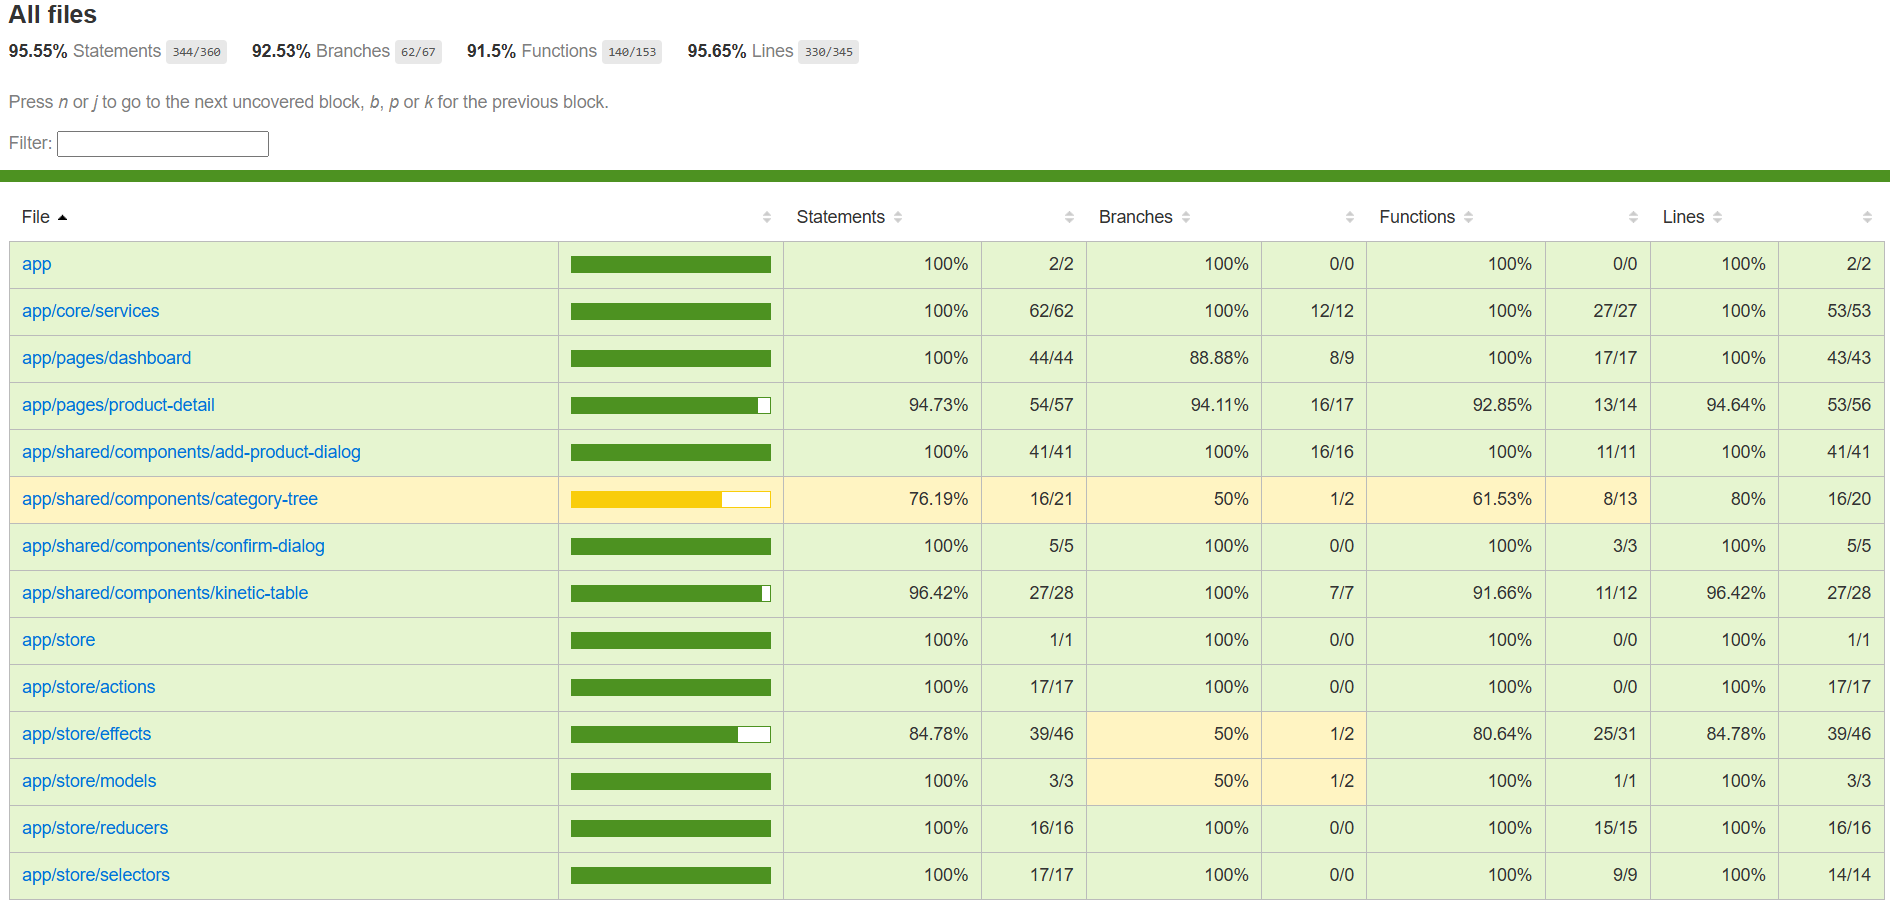 All files
95.55% Statements 344/360 92.53% Branches 62/67 91.5% Functions 140/153 95.65% Lines 330/345
Press n or j to go to the next uncovered block, b, p or k for the previous block.
Filter:
File Statements Branches Functions Lines
app 100% 2/2 100% 0/0 100% 0/0 100% 2/2
app/core/services 100% 62/62 100% 12/12 100% 27/27 100% 53/53
app/pages/dashboard 100% 44/44 88.88% 8/9 100% 17/17 100% 43/43
app/pages/product-detail 94.73% 54/57 94.11% 16/17 92.85% 13/14 94.64% 53/56
app/shared/components/add-product-dialog 100% 41/41 100% 16/16 100% 11/11 100% 41/41
app/shared/components/category-tree 76.19% 16/21 50% 1/2 61.53% 8/13 80% 16/20
app/shared/components/confirm-dialog 100% 5/5 100% 0/0 100% 3/3 100% 5/5
app/shared/components/kinetic-table 96.42% 27/28 100% 7/7 91.66% 11/12 96.42% 27/28
app/store 100% 1/1 100% 0/0 100% 0/0 100% 1/1
app/store/actions 100% 17/17 100% 0/0 100% 0/0 100% 17/17
app/store/effects 84.78% 39/46 50% 1/2 80.64% 25/31 84.78% 39/46
app/store/models 100% 3/3 50% 1/2 100% 1/1 100% 3/3
app/store/reducers 100% 16/16 100% 0/0 100% 15/15 100% 16/16
app/store/selectors 100% 17/17 100% 0/0 100% 9/9 100% 14/14